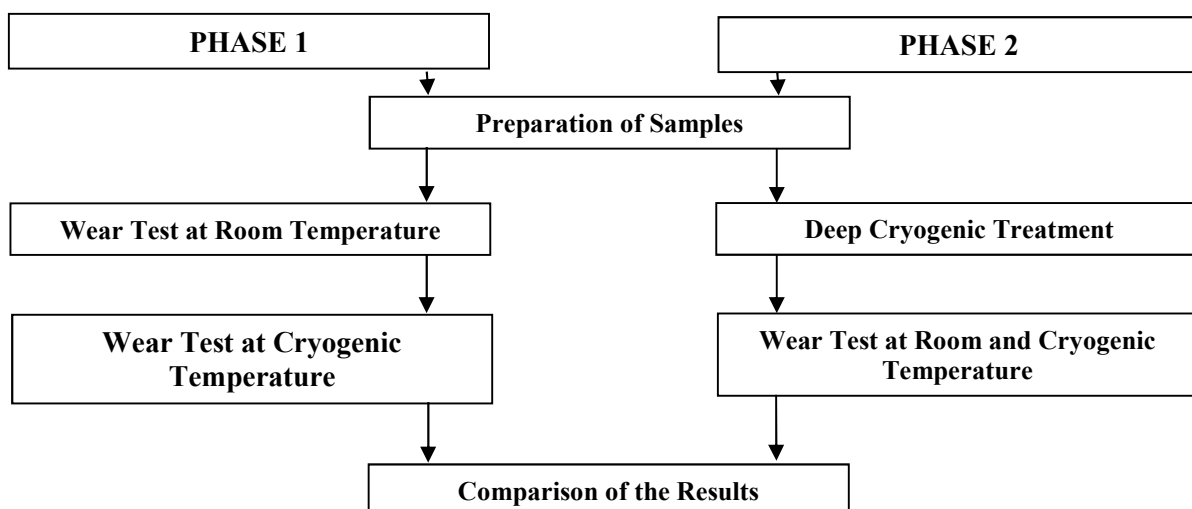 PHASE 1
PHASE 2
Preparation of Samples
Wear Test at Room Temperature
Deep Cryogenic Treatment
Wear Test at Cryogenic
Temperature
Wear Test at Room and Cryogenic
Temperature
Comparison of the Results